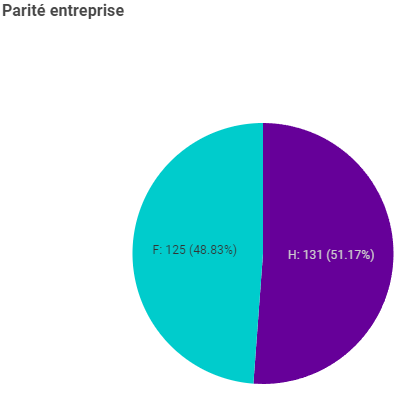 Parité entreprise
F: 125 (48.83%)
H: 131 (51.17%)